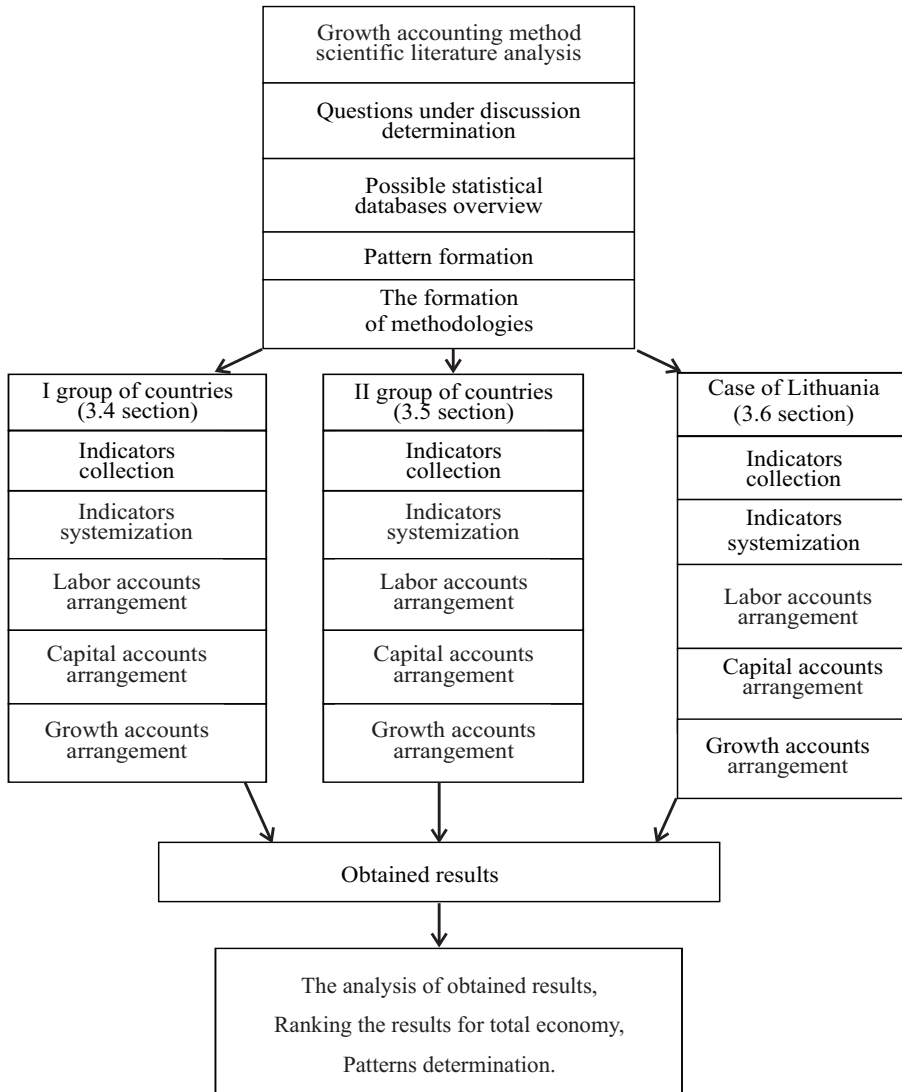 Growth accounting method
scientific literature analysis
Questions under discussion
determination
Possible statistical
databases overview
Pattern formation
The formation
of methodologies
I group of countries
(3.4 section)
Indicators
collection
Indicators
systemization
Labor accounts
arrangement
Capital accounts
arrangement
Growth accounts
arrangement
II group of countries
(3.5 section)
Indicators
collection
Indicators
systemization
Labor accounts
arrangement
Capital accounts
arrangement
Growth accounts
arrangement
Case of Lithuania
(3.6 section)
Indicators
collection
Indicators
systemization
Labor accounts
arrangement
Capital accounts
arrangement
Growth accounts
arrangement
Obtained results
The analysis of obtained results,
Ranking the results for total economy,
Patterns determination.